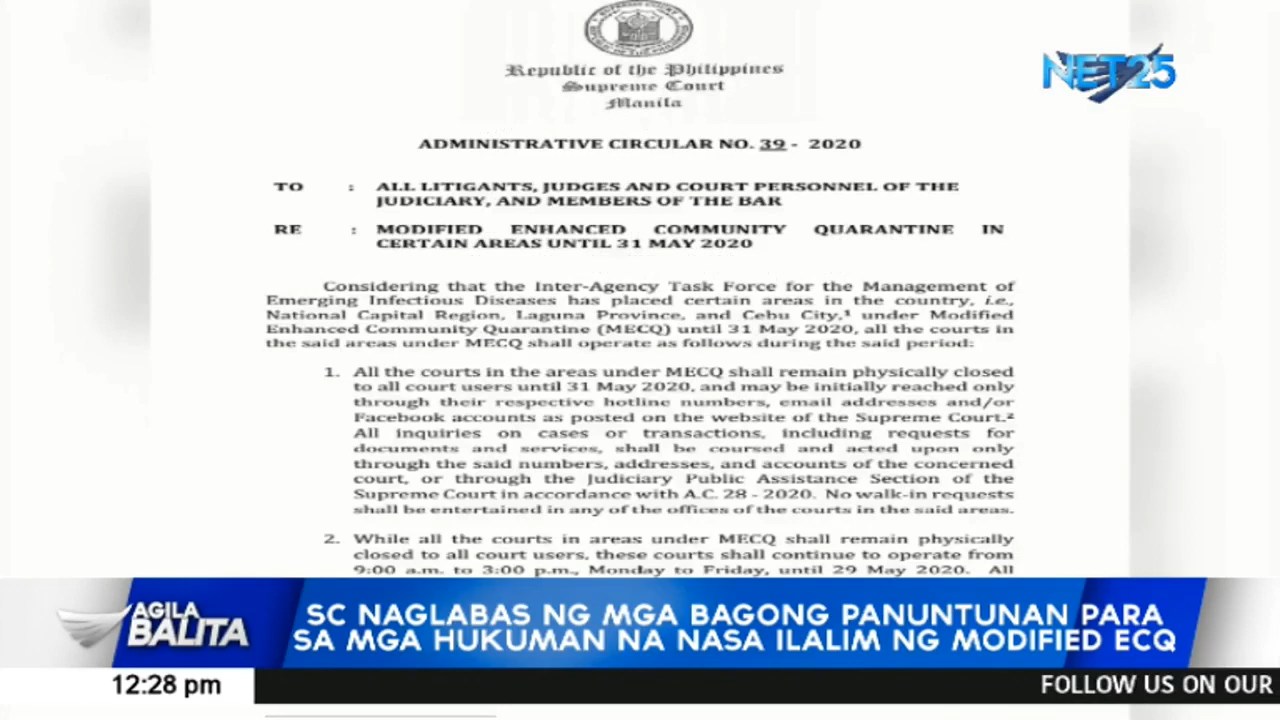 Republic of the Philippines
Supreme Court
Manila
NET25
ADMINISTRATIVE CIRCULAR NO. 39 - 2020
TO : ALL LITIGANTS, JUDGES AND COURT PERSONNEL OF THE
JUDICIARY, AND MEMBERS OF THE BAR
RE : MODIFIED ENHANCED COMMUNITY QUARANTINE IN
CERTAIN AREAS UNTIL 31 MAY 2020
Considering that the Inter-Agency Task Force for the Management of
Emerging Infectious Diseases has placed certain areas in the country, i.e.,
National Capital Region, Laguna Province, and Cebu City,¹ under Modified
Enhanced Community Quarantine (MECQ) until 31 May 2020, all the courts in
the said areas under MECQ shall operate as follows during the said period:
1. All the courts in the areas under MECQ shall remain physically closed
to all court users until 31 May 2020, and may be initially reached only
through their respective hotline numbers, email addresses and/or
Facebook accounts as posted on the website of the Supreme Court.²
All inquiries on cases or transactions, including requests for
documents and services, shall be coursed and acted upon only
through the said numbers, addresses, and accounts of the concerned
court, or through the Judiciary Public Assistance Section of the
Supreme Court in accordance with A.C. 28 - 2020. No walk-in requests
shall be entertained in any of the offices of the courts in the said areas.
2. While all the courts in areas under MECQ shall remain physically
closed to all court users, these courts shall continue to operate from
9:00 a.m. to 3:00 p.m., Monday to Friday, until 29 May 2020. All
AGILA
BALITA
SC NAGLABAS NG MGA BAGONG PANUNTUNAN PARA
SA MGA HUKUMAN NA NASA ILALIM NG MODIFIED ECQ
12:28 pm
FOLLOW US ON OUR